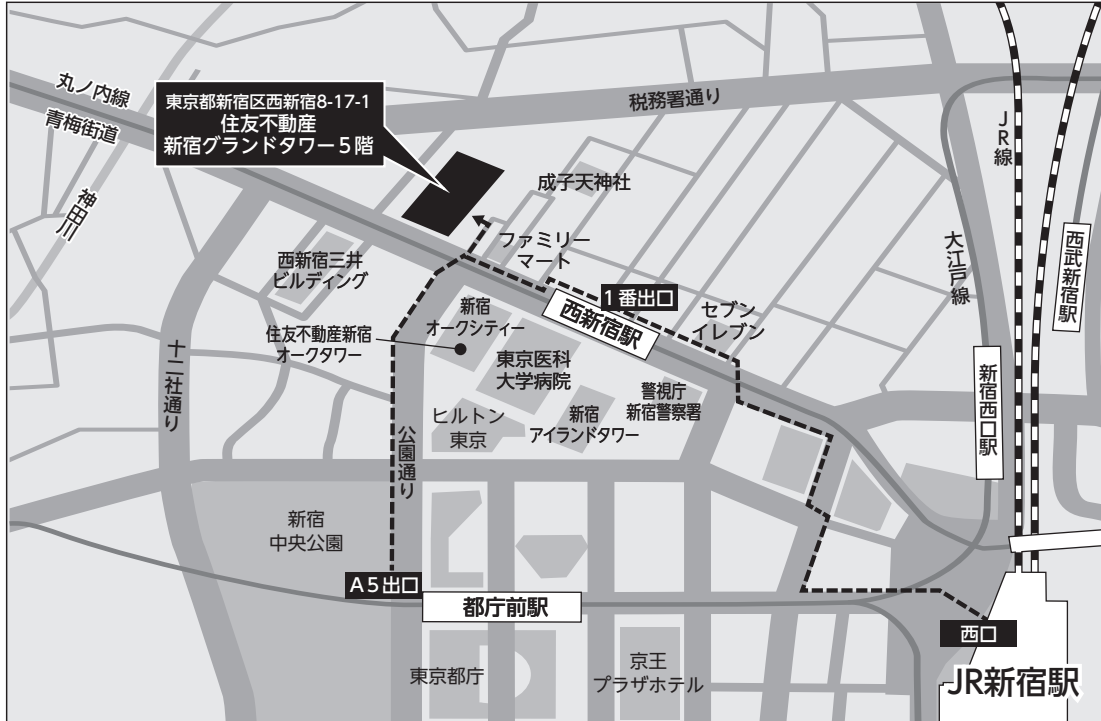 丸ノ内線
青梅街道
東京都新宿区西新宿8-17-1
住友不動産
新宿グランドタワー５階
税務署通り
JR線
神田川
成子天神社
ファミリー
マート
西新宿三井
ビルディング
1番出口
西新宿駅
セブン
イレブン
大江戸線
西武新宿駅
新宿
オークシティー
住友不動産新宿
オークタワー
東京医科
大学病院
警視庁
新宿警察署
新宿西口駅
十二社通り
ヒルトン
東京
新宿
アイランドタワー
公園通り
新宿
中央公園
A5出口
都庁前駅
西口
東京都庁
京王
プラザホテル
JR新宿駅